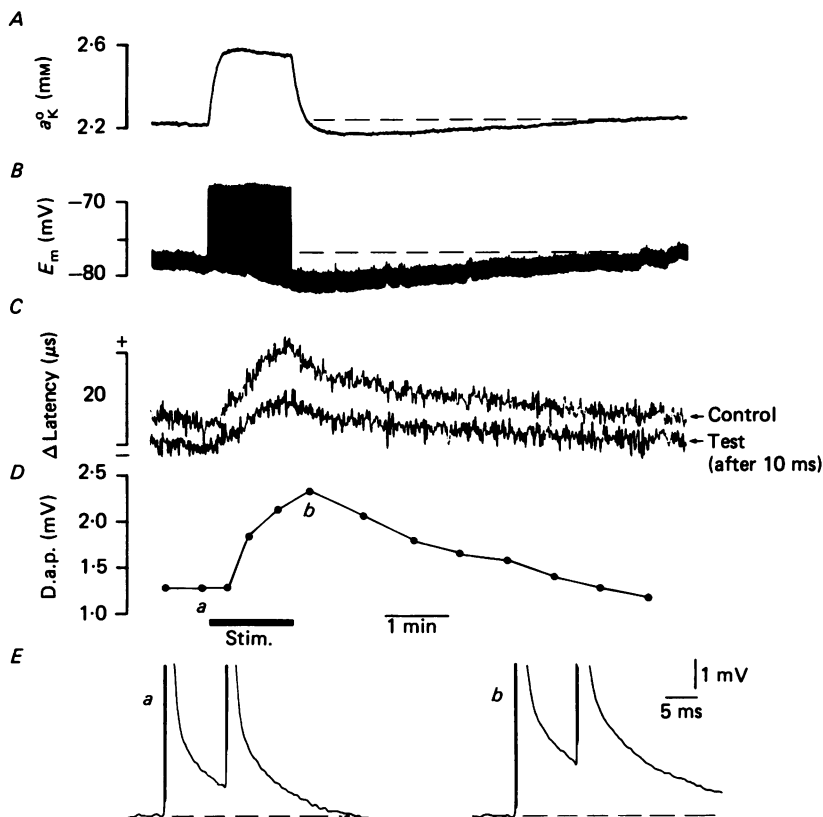 A
2·6
2·2
a°K (mM)
B
−70
−80
Em (mV)
C
+
20
−
Δ Latency (μs)
Control
Test
(after 10 ms)
D
2·5
2·0
1·5
1·0
D.a.p. (mV)
a
b
Stim.
1 min
E
a
b
1 mV
5 ms